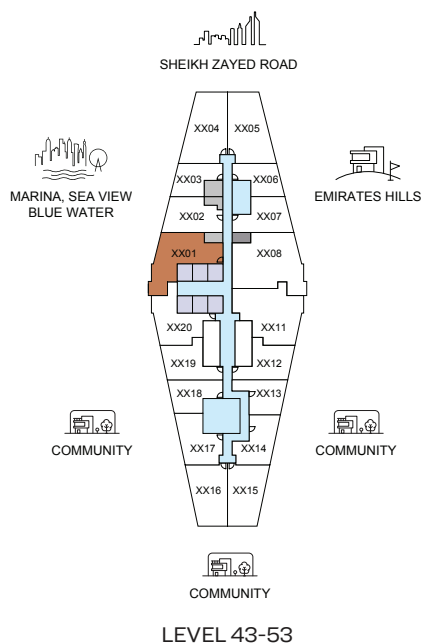 SHEIKH ZAYED ROAD
XX04 XX05
MARINA, SEA VIEW
BLUE WATER
XX03 XX06
EMIRATES HILLS
XX02 XX07
XX01 XX08
XX20 XX11
XX19 XX12
XX18 XX13
COMMUNITY
COMMUNITY
XX17 XX14
XX16 XX15
COMMUNITY
LEVEL 43-53